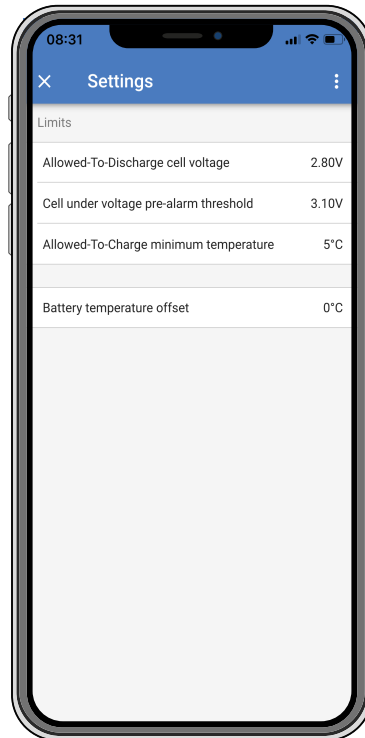 08:31
Settings
Limits
Allowed-To-Discharge cell voltage 2.80V
Cell under voltage pre-alarm threshold 3.10V
Allowed-To-Charge minimum temperature 5°C
Battery temperature offset 0°C